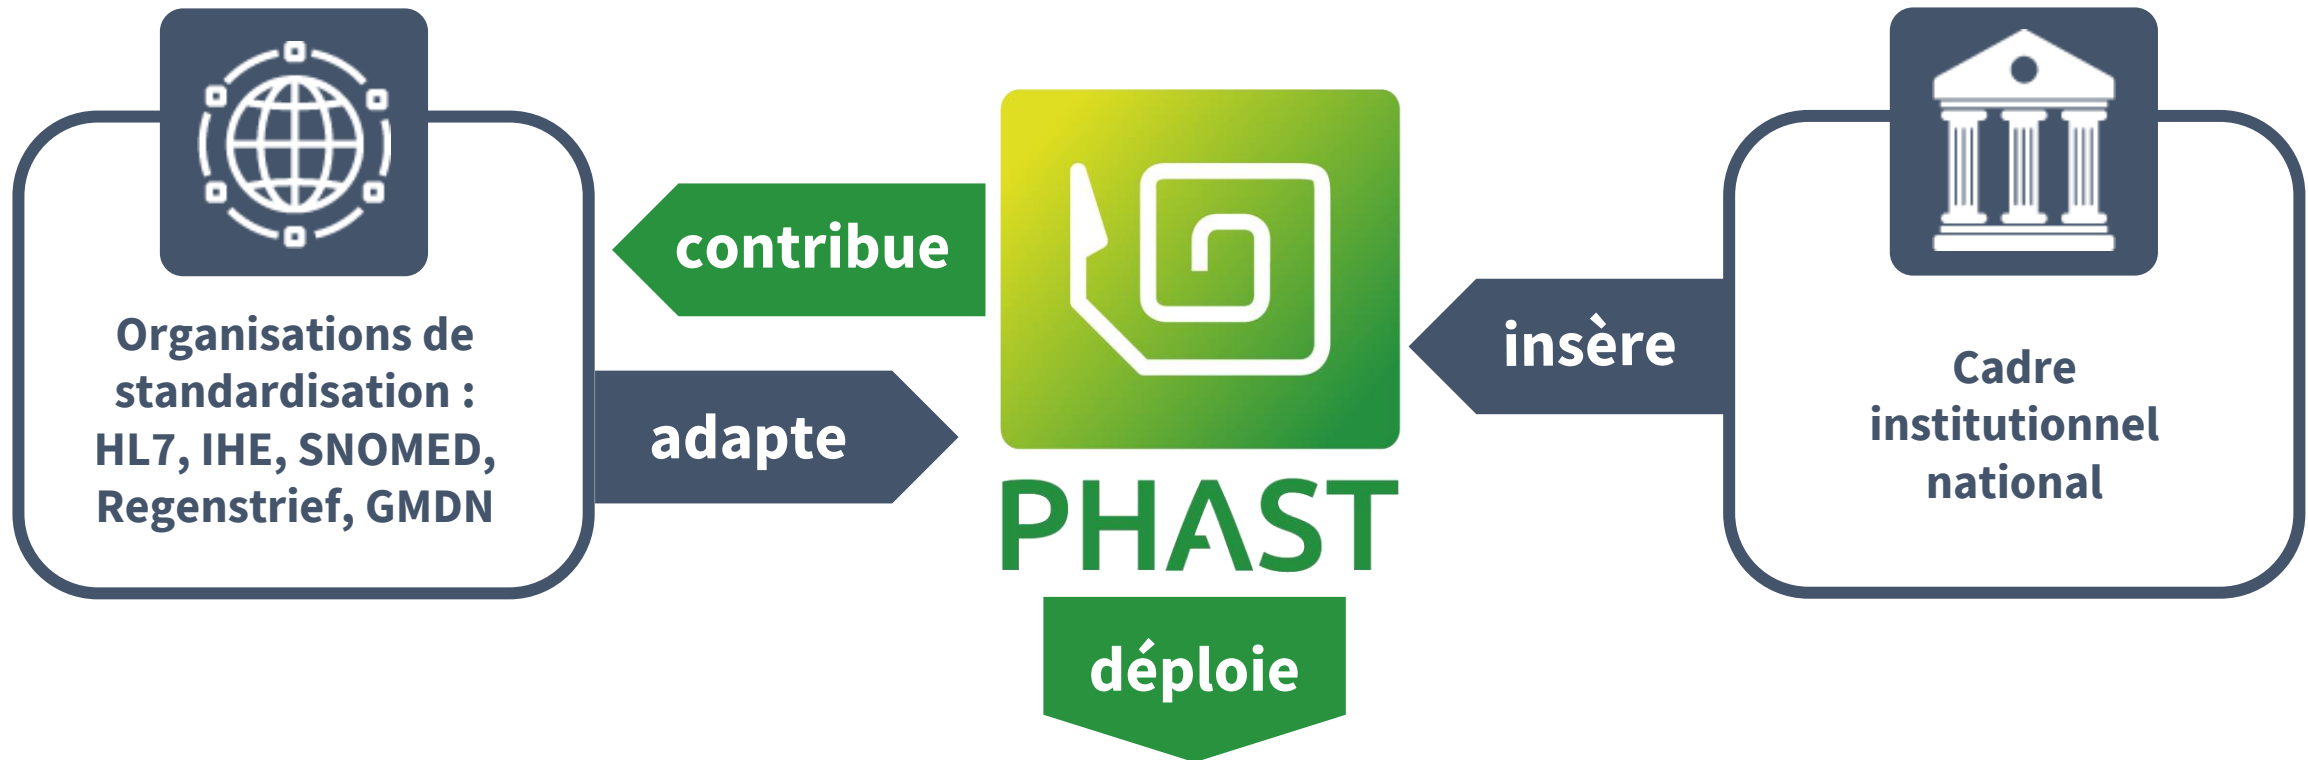 Organisations de
standardisation :
HL7, IHE, SNOMED,
Regenstrief, GMDN
contribue
adapte
PHAST
déploie
insère
Cadre
institutionnel
national